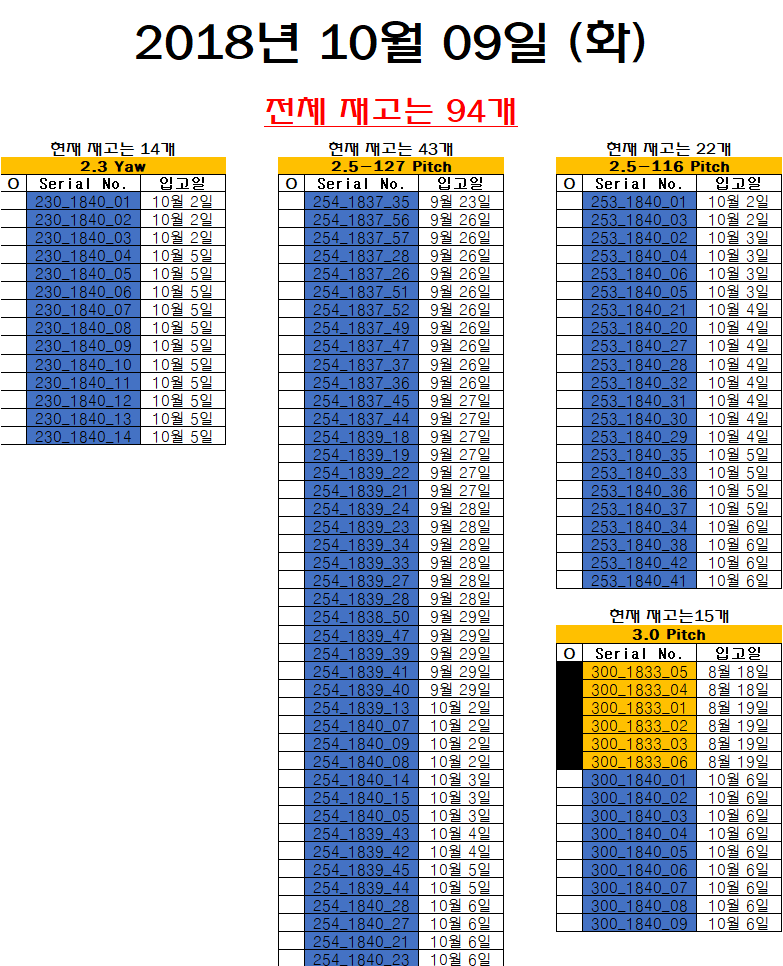 2018년 10월 09일 (화)
전체 재고는 94개
현재 재고는 14개
2.3 Yaw
O Serial No. 입고일
230_1840_01 10월 2일
230_1840_02 10월 2일
230_1840_03 10월 2일
230_1840_04 10월 5일
230_1840_05 10월 5일
230_1840_06 10월 5일
230_1840_07 10월 5일
230_1840_08 10월 5일
230_1840_09 10월 5일
230_1840_10 10월 5일
230_1840_11 10월 5일
230_1840_12 10월 5일
230_1840_13 10월 5일
230_1840_14 10월 5일
현재 재고는 43개
2.5-127 Pitch
O Serial No. 입고일
254_1837_35 9월 23일
254_1837_56 9월 26일
254_1837_57 9월 26일
254_1837_28 9월 26일
254_1837_26 9월 26일
254_1837_51 9월 26일
254_1837_52 9월 26일
254_1837_49 9월 26일
254_1837_47 9월 26일
254_1837_37 9월 26일
254_1837_36 9월 26일
254_1837_45 9월 27일
254_1837_44 9월 27일
254_1839_18 9월 27일
254_1839_19 9월 27일
254_1839_22 9월 27일
254_1839_21 9월 27일
254_1839_24 9월 28일
254_1839_23 9월 28일
254_1839_34 9월 28일
254_1839_33 9월 28일
254_1839_27 9월 28일
254_1839_28 9월 28일
254_1838_50 9월 29일
254_1839_47 9월 29일
254_1839_39 9월 29일
254_1839_41 9월 29일
254_1839_40 9월 29일
254_1839_13 10월 2일
254_1840_07 10월 2일
254_1840_09 10월 2일
254_1840_08 10월 2일
254_1840_14 10월 3일
254_1840_15 10월 3일
254_1840_05 10월 3일
254_1839_43 10월 4일
254_1839_42 10월 4일
254_1839_45 10월 5일
254_1839_44 10월 5일
254_1840_28 10월 6일
254_1840_27 10월 6일
254_1840_21 10월 6일
254_1840_23 10월 6일
현재 재고는 22개
2.5-116 Pitch
O Serial No. 입고일
253_1840_01 10월 2일
253_1840_03 10월 2일
253_1840_02 10월 3일
253_1840_04 10월 3일
253_1840_06 10월 3일
253_1840_05 10월 3일
253_1840_21 10월 4일
253_1840_20 10월 4일
253_1840_27 10월 4일
253_1840_28 10월 4일
253_1840_32 10월 4일
253_1840_31 10월 4일
253_1840_30 10월 4일
253_1840_29 10월 4일
253_1840_35 10월 5일
253_1840_33 10월 5일
253_1840_36 10월 5일
253_1840_37 10월 5일
253_1840_34 10월 6일
253_1840_38 10월 6일
253_1840_42 10월 6일
253_1840_41 10월 6일
현재 재고는15개
3.0 Pitch
O Serial No. 입고일
300_1833_05 8월 18일
300_1833_04 8월 18일
300_1833_01 8월 19일
300_1833_02 8월 19일
300_1833_03 8월 19일
300_1833_06 8월 19일
300_1840_01 10월 6일
300_1840_02 10월 6일
300_1840_03 10월 6일
300_1840_04 10월 6일
300_1840_05 10월 6일
300_1840_06 10월 6일
300_1840_07 10월 6일
300_1840_08 10월 6일
300_1840_09 10월 6일